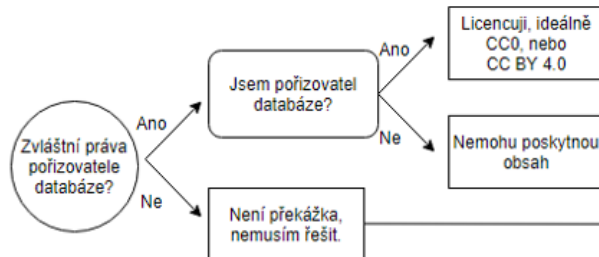 Zvláštní práva
pořizovatele
databáze?
Ano
Ne
Jsem pořizovatel
databáze?
Ano
Ne
Licencuji, ideálně
CC0, nebo
CC BY 4.0
Nemohu poskytnou
obsah
Není překážka,
nemusím řešit.